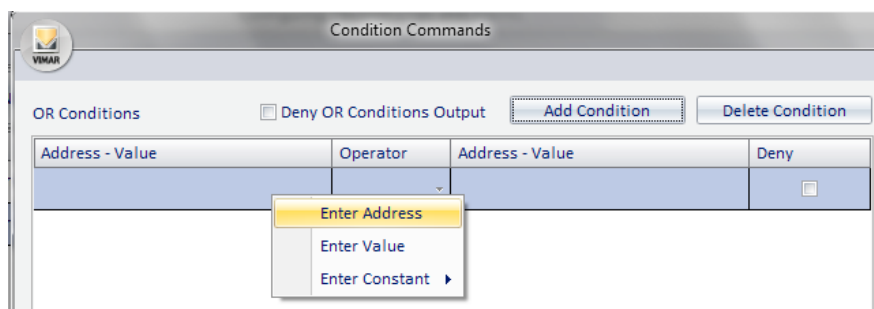 Condition Commands
VIMAR
OR Conditions Deny OR Conditions Output Add Condition Delete Condition
Address - Value Operator Address - Value Deny
Enter Address
Enter Value
Enter Constant